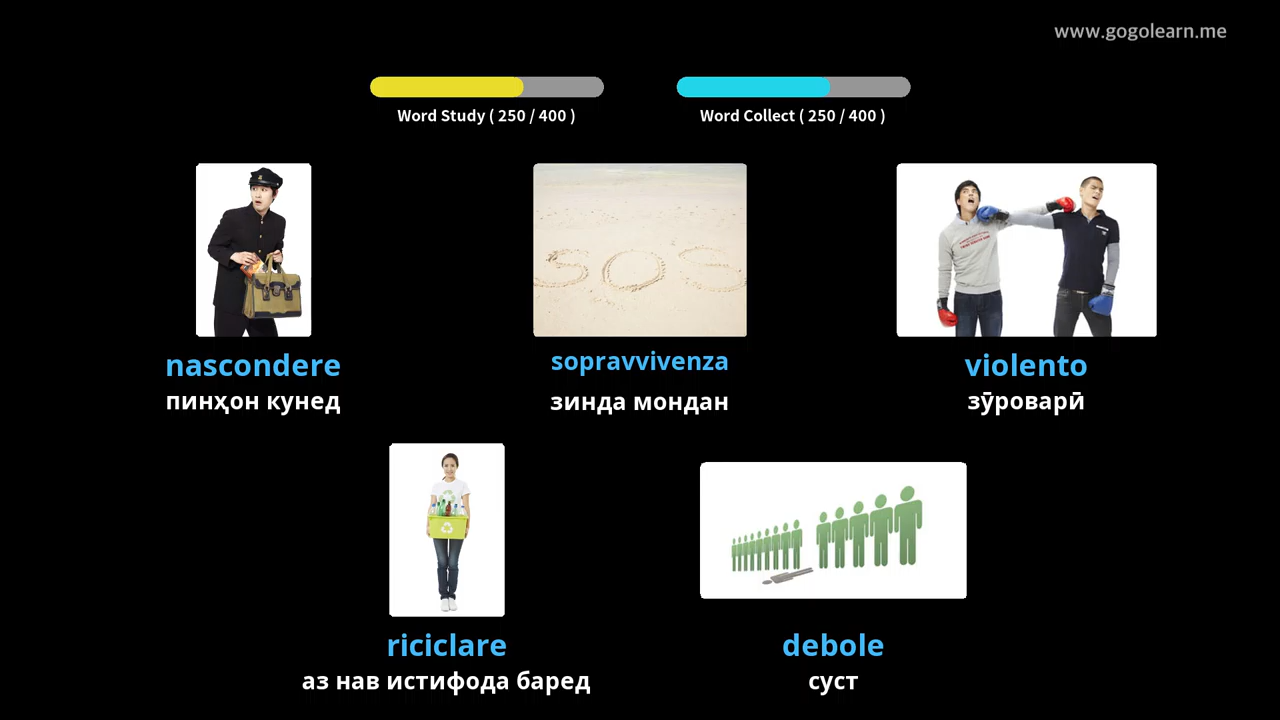 www.gogolearn.me
Word Study ( 250 / 400 )
Word Collect ( 250 / 400 )
SOS
nascondere
пинҳон кунед
sopravvivenza
зинда мондан
violento
зӯроварӣ
riciclare
аз нав истифода баред
debole
суст